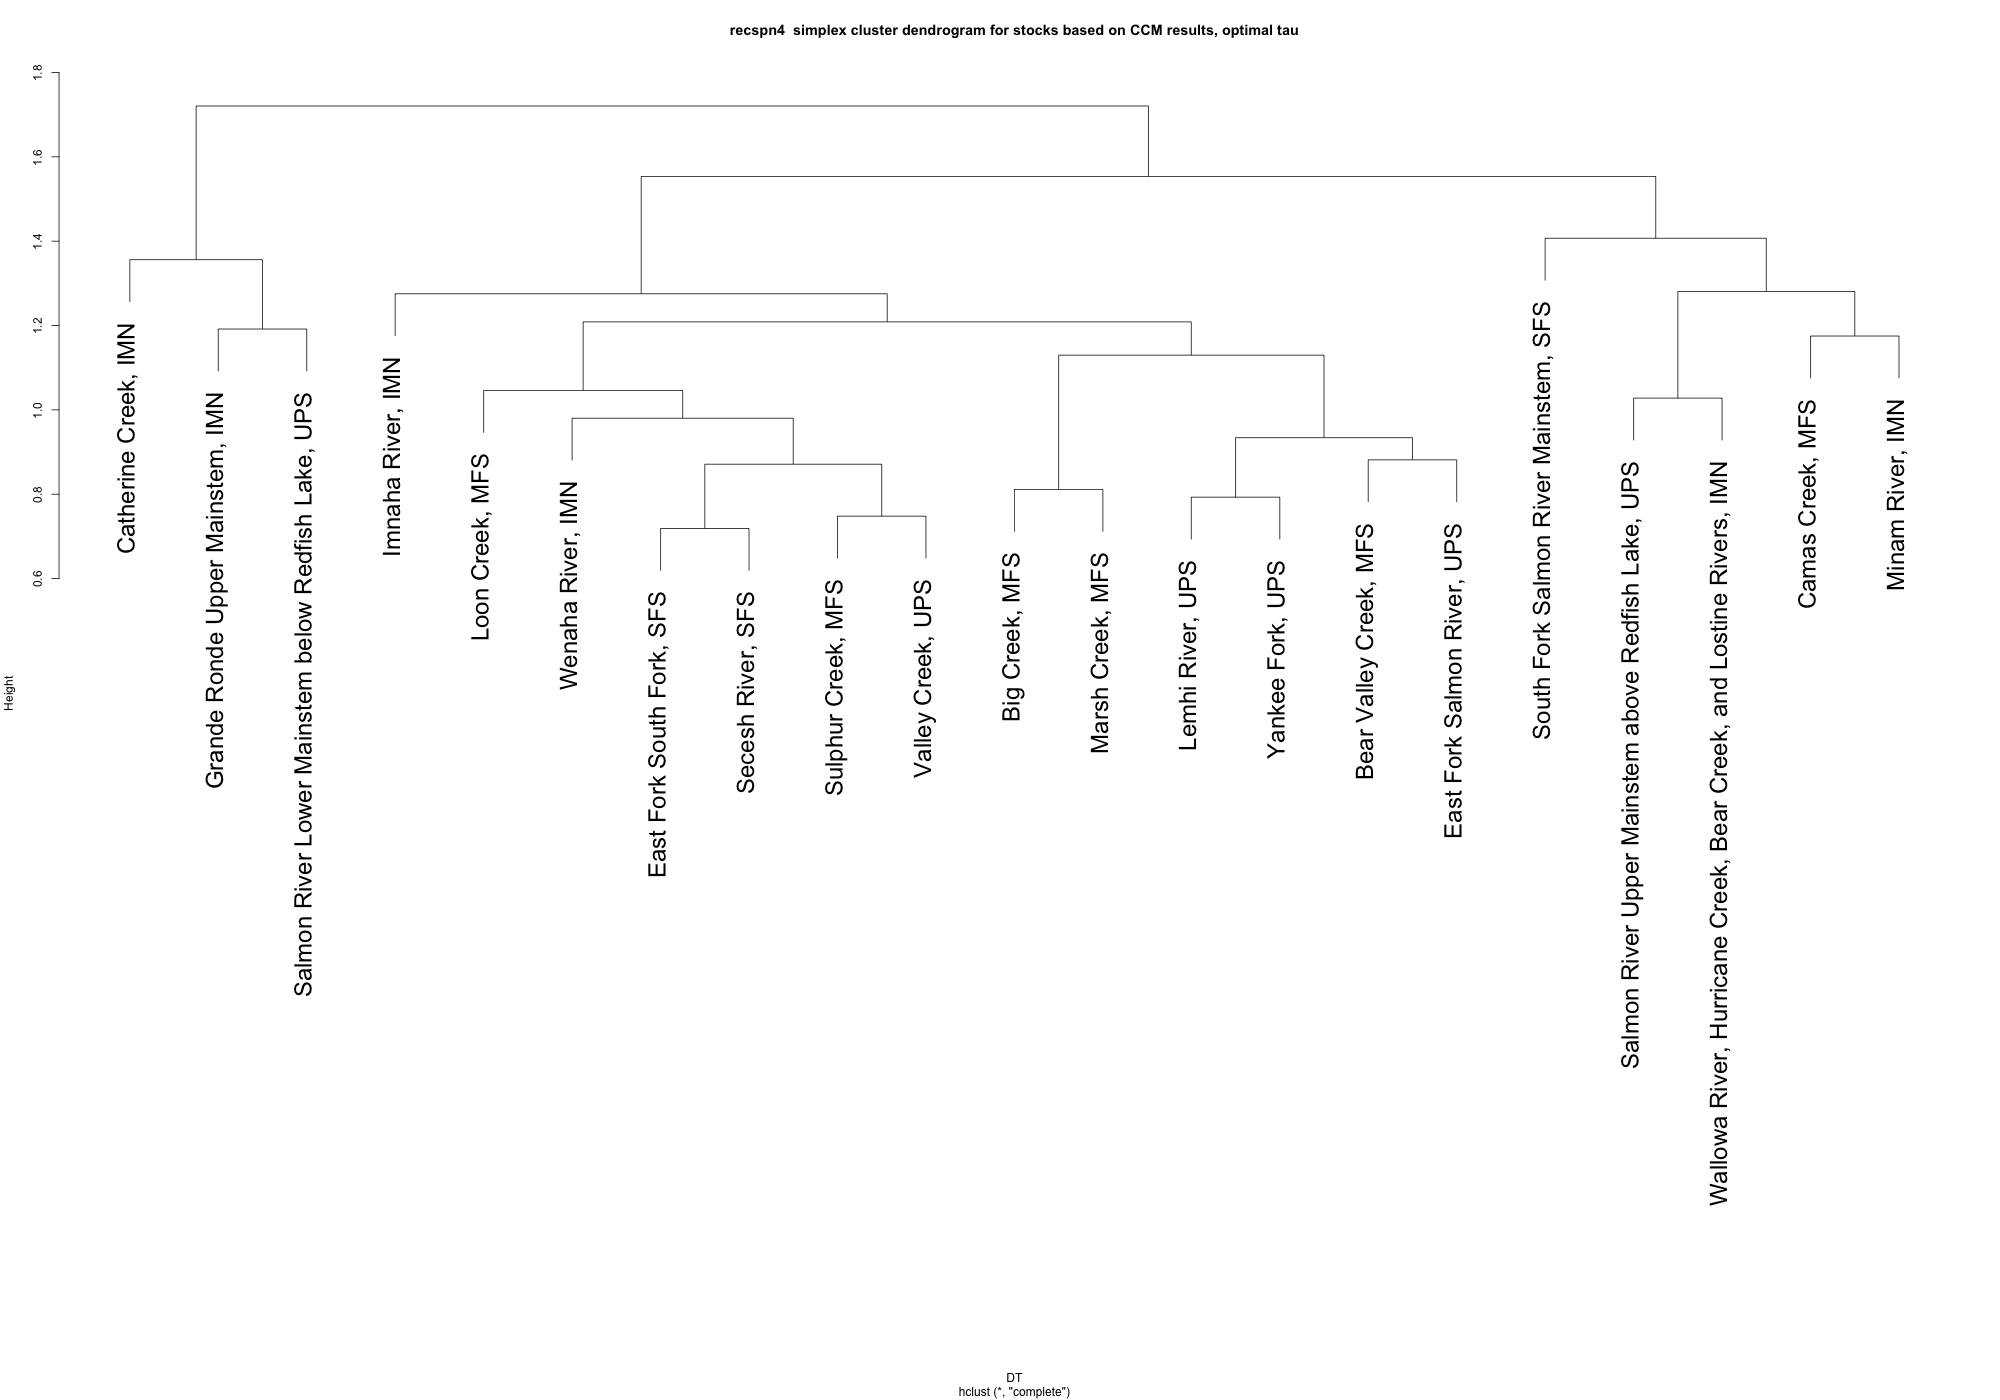 recspn4  simplex cluster dendrogram for stocks based on CCM results, optimal tau
1.8
1.6
1.4
1.2
1.0
0.8
0.6
Height
Catherine Creek, IMN
Grande Ronde Upper Mainstem, IMN
Salmon River Lower Mainstem below Redfish Lake, UPS
Imnaha River, IMN
Loon Creek, MFS
Wenaha River, IMN
East Fork South Fork, SFS
Secesh River, SFS
Sulphur Creek, MFS
Valley Creek, UPS
Big Creek, MFS
Marsh Creek, MFS
Lemhi River, UPS
Yankee Fork, UPS
Bear Valley Creek, MFS
East Fork Salmon River, UPS
South Fork Salmon River Mainstem, SFS
Salmon River Upper Mainstem above Redfish Lake, UPS
Wallowa River, Hurricane Creek, Bear Creek, and Lostine Rivers, IMN
Camas Creek, MFS
Minam River, IMN
DT
hclust (*, "complete")